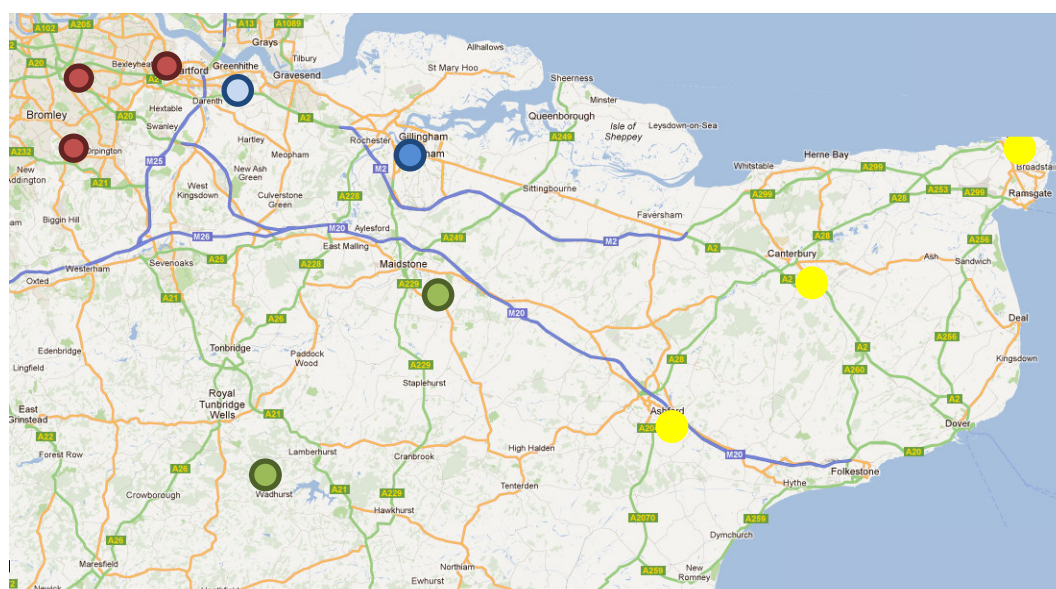 A102
A205
A13
A1089
Grays
Allhallows
A20
Bexleyhea
Greenhithe
Tilbury
St Mary Hoo
Sheerness
A2
artford
Gravesend
Minster
Darenth
Hextable
A2
Queenborough
Bromley
A20
Swanley
Rochester
Gillingham
A249
Isle of
Sheppey
Leysdown-on-Sea
Hartley
ham
Herne Bay
A232
Orpington
Meopham
M2
Whitstable
A299
Broadsta
New
Addington
A21
M25
New Ash
Green
Sittingbourne
A253
A299
Ramsgate
West
Kingsdown
Culverstone
Green
A228
A299
A28
Biggin Hill
Faversham
am
M26
M20
Aylesford
A249
A28
A256
East Malling
M2
A2
Canterbury
Sevenoaks
A25
Maidstone
Ash
Sandwich
Westerham
A228
Oxted
A229
A2
A21
M20
Deal
A26
Edenbridge
Tonbridge
Paddock
Wood
A28
A2
A256
Kingsdown
Lingfield
A229
A260
Staplehurst
Royal
Tunbridge
Wells
East
Grinstead
A21
Ashford
A2
A20
Dover
A22
High Halden
A20
Forest Row
Lamberhurst
Cranbrook
M20
A26
Folkestone
Crowborough
Wadhurst
A21
A229
Tenterden
Hythe
Hawkhurst
A2070
A259
Dymchurch
A26
Maresfield
Northiam
A259
New
Romney
Ewhurst